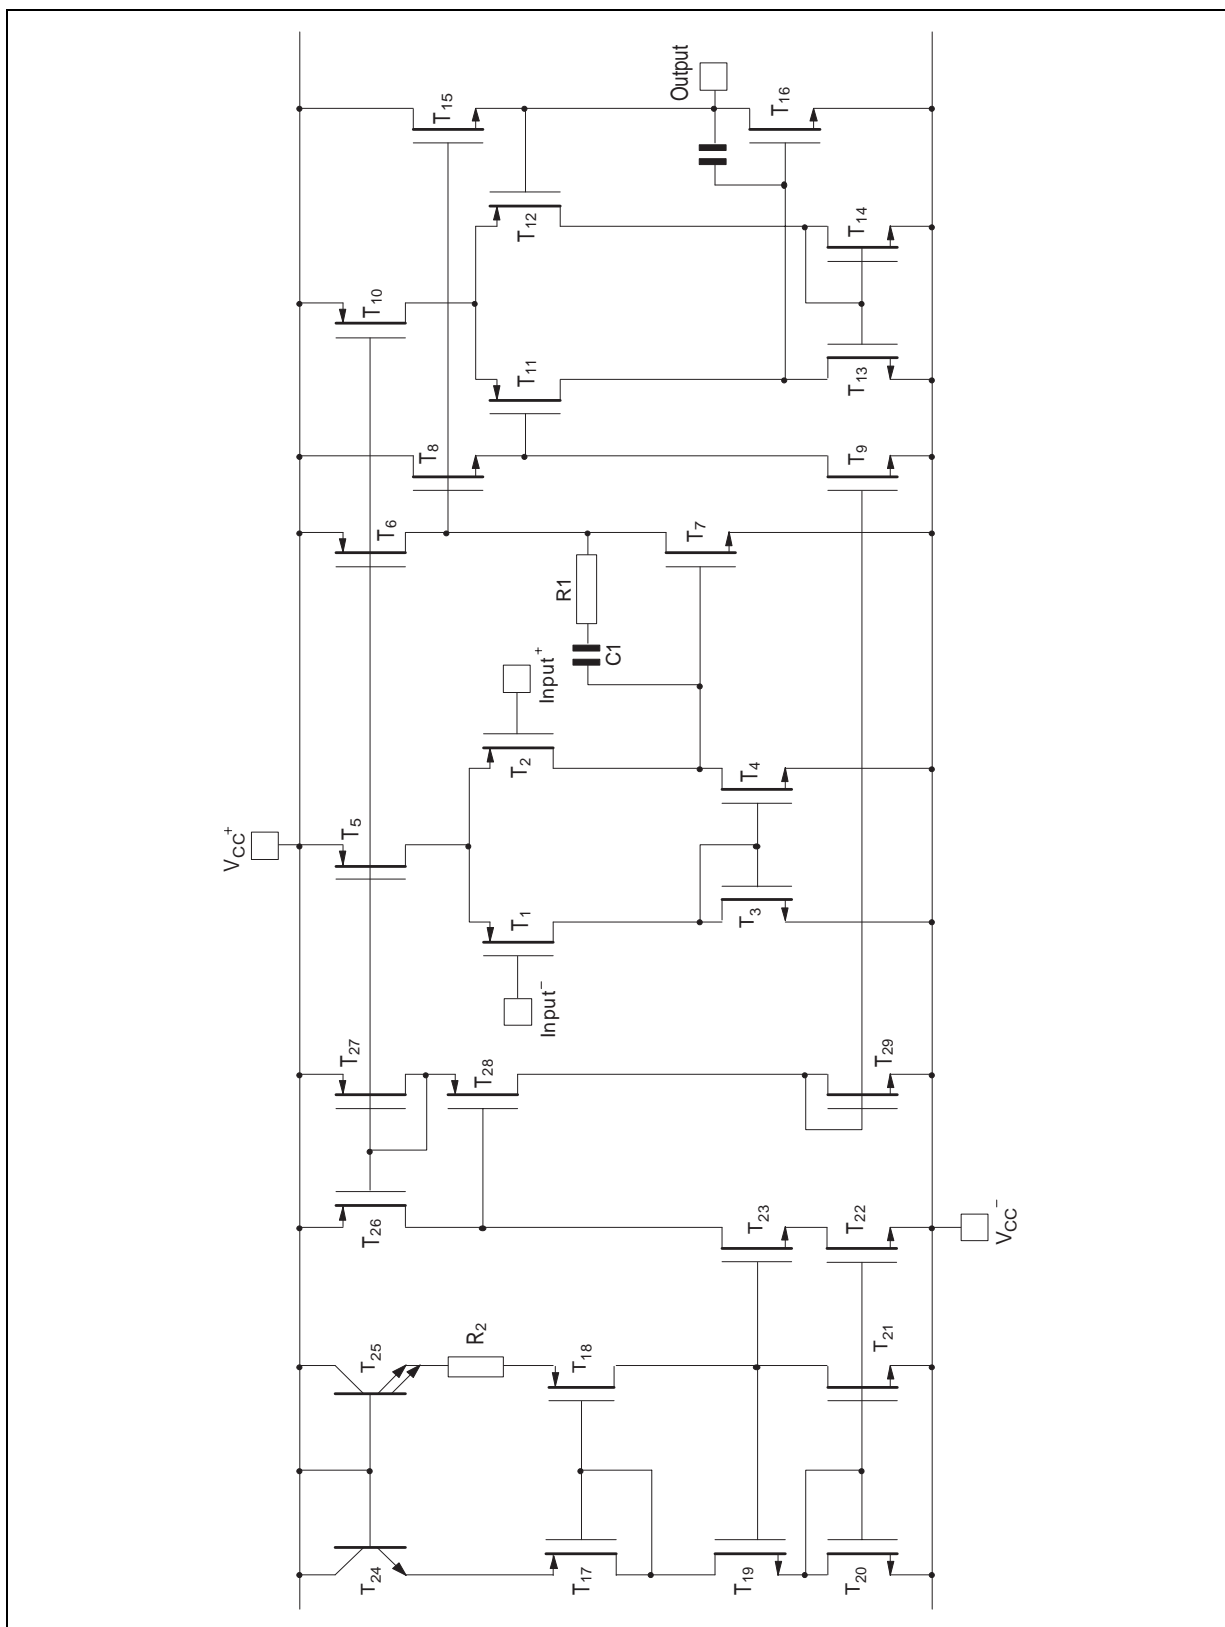 T24
T25
R2
T17
T18
T19
T20
T21
T26
T23
T22
VCC-
T27
T28
T29
Input-
T1
T3
VCC+
T5
T2
Input+
T4
C1
R1
T6
T7
T8
T9
T10
T11
T13
T12
T14
T15
Output
T16